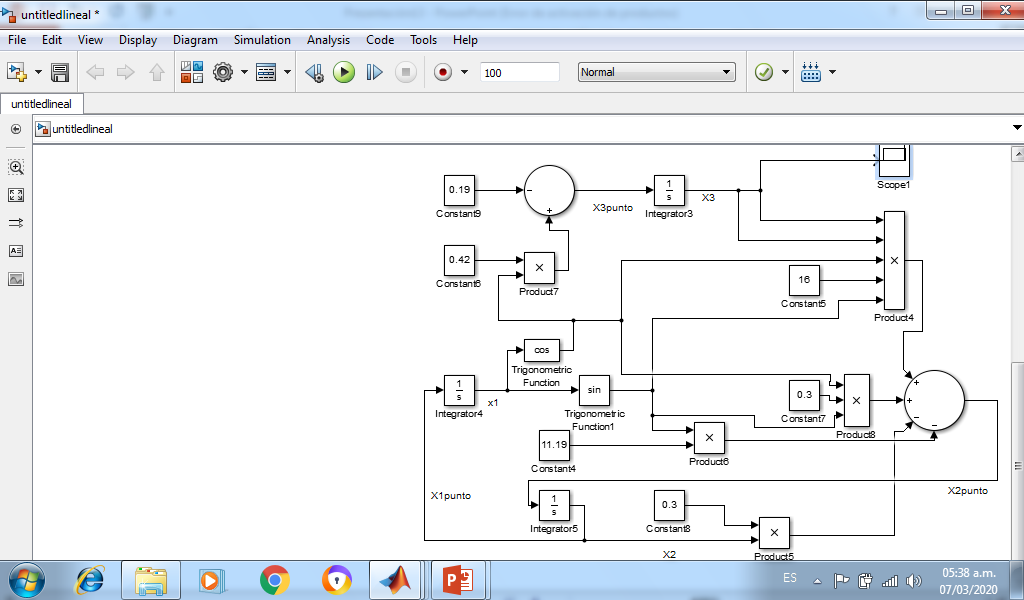 untitledlineal *
File Edit View Display Diagram Simulation Analysis Code Tools Help
100
Normal
untitledlineal
untitledlineal
Scope1
0.19
Constant9
-
+
X3punto
1
s
Integrator3
X3
0.42
Constant6
×
Product7
16
Constant5
×
Product4
cos
Trigonometric
Function
1
s
Integrator4
x1
sin
Trigonometric
Function1
0.3
Constant7
×
Product8
+
+
-
-
11.19
Constant4
×
Product6
X1punto
X2punto
1
s
Integrator5
0.3
Constant8
×
Product5
X2
ES
05:38 a.m.
07/03/2020